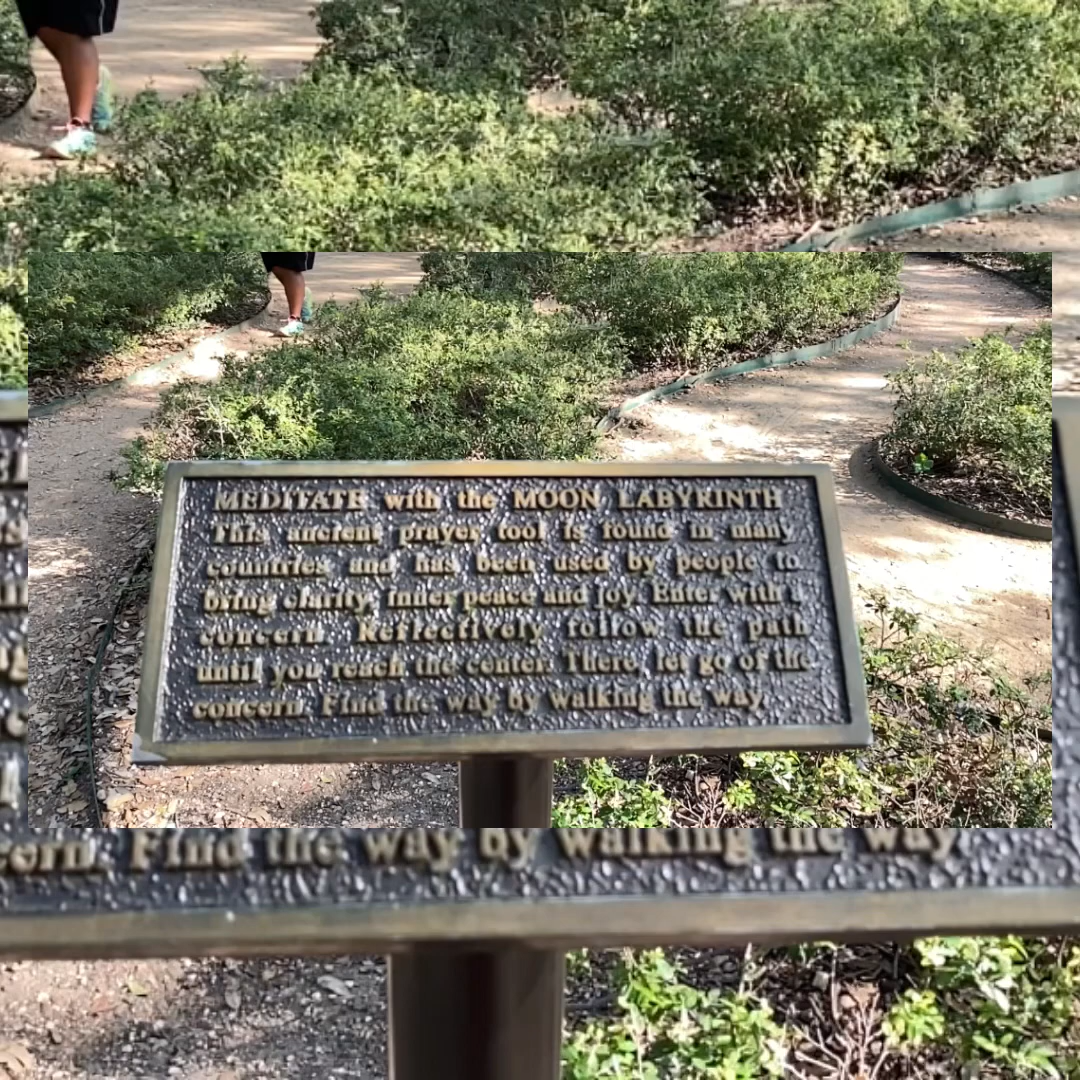 MEDITATE with the MOON LABYRINTH
This ancient prayer tool is found in many
countries and has been used by people to
bring clarity, inner peace and joy. Enter with a
concern. Reflectively follow the path
until you reach the center. There, let go of the
concern. Find the way by walking the way.
cern. Find the way by walking the way